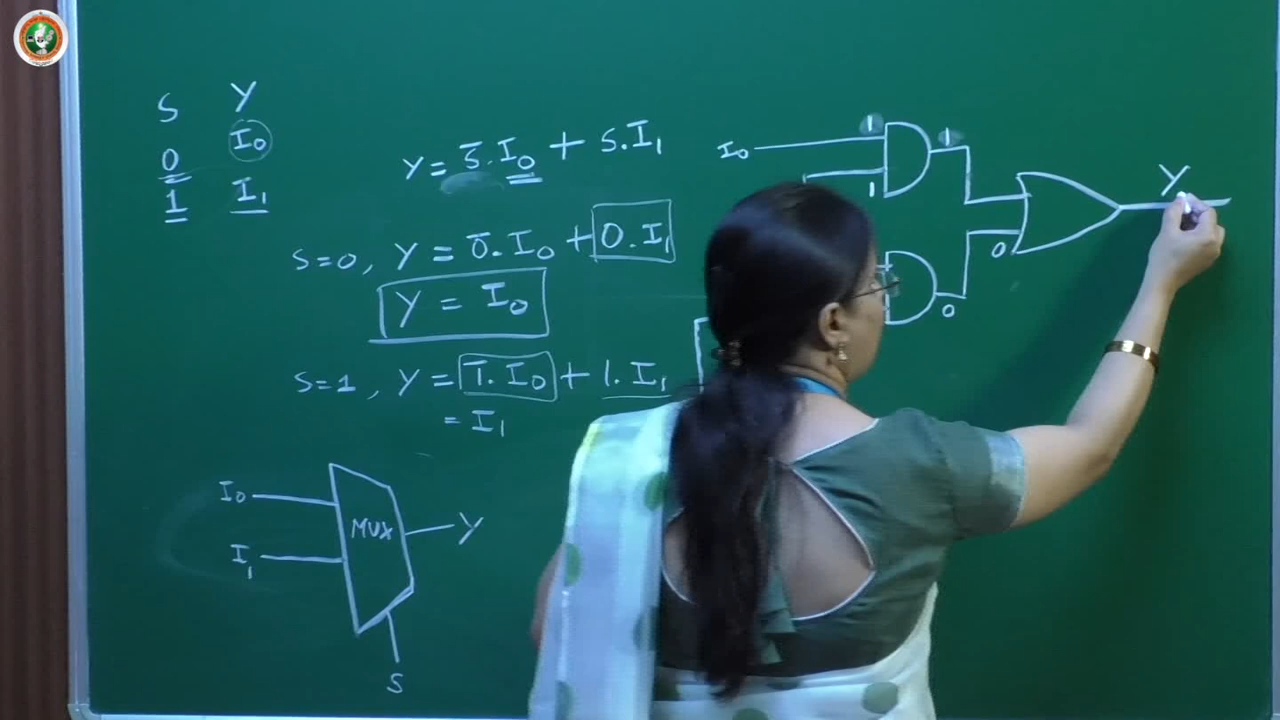 S Y
0 I₀
1 I₁
Y = S̅.I₀ + S.I₁
S=0, Y = 0̅.I₀ + 0.I₁
Y = I₀
S=1, Y = 1̅.I₀ + 1.I₁
= I₁
I₀
I₁
MUX
Y
S
I₀
1
1
1
0
0
Y